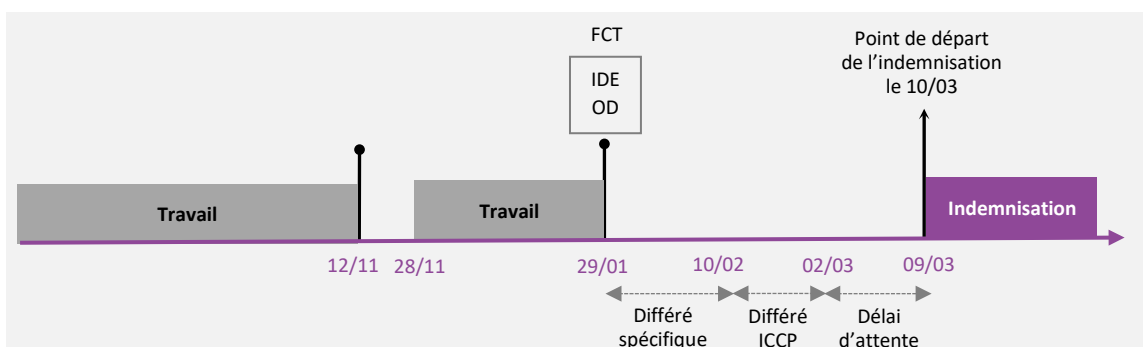 FCT
IDE
OD
Point de départ
de l’indemnisation
le 10/03
Travail
Travail
Indemnisation
12/11
28/11
29/01
10/02
02/03
09/03
Différé
spécifique
Différé
ICCP
Délai
d’attente